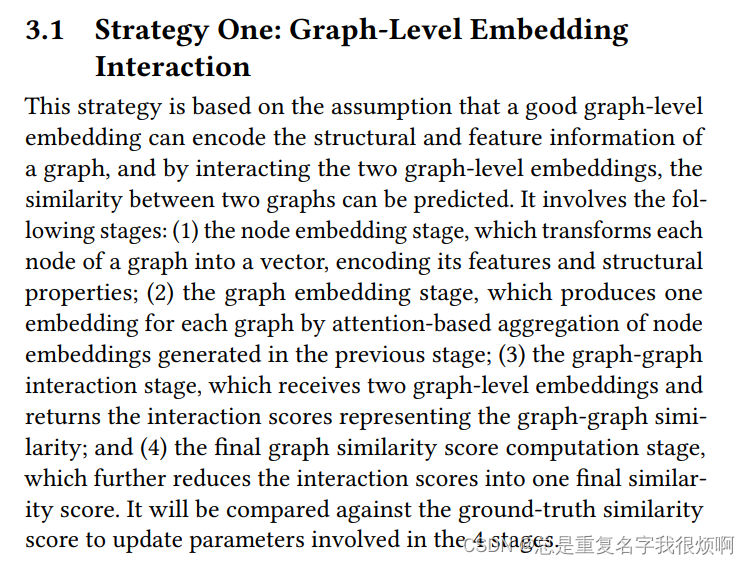 3.1 Strategy One: Graph-Level Embedding
Interaction
This strategy is based on the assumption that a good graph-level
embedding can encode the structural and feature information of
a graph, and by interacting the two graph-level embeddings, the
similarity between two graphs can be predicted. It involves the fol-
lowing stages: (1) the node embedding stage, which transforms each
node of a graph into a vector, encoding its features and structural
properties; (2) the graph embedding stage, which produces one
embedding for each graph by attention-based aggregation of node
embeddings generated in the previous stage; (3) the graph-graph
interaction stage, which receives two graph-level embeddings and
returns the interaction scores representing the graph-graph simi-
larity; and (4) the final graph similarity score computation stage,
which further reduces the interaction scores into one final similar-
ity score. It will be compared against the ground-truth similarity
score to update parameters involved in the 4 stages.
CSDN @总是重复名字我很烦啊